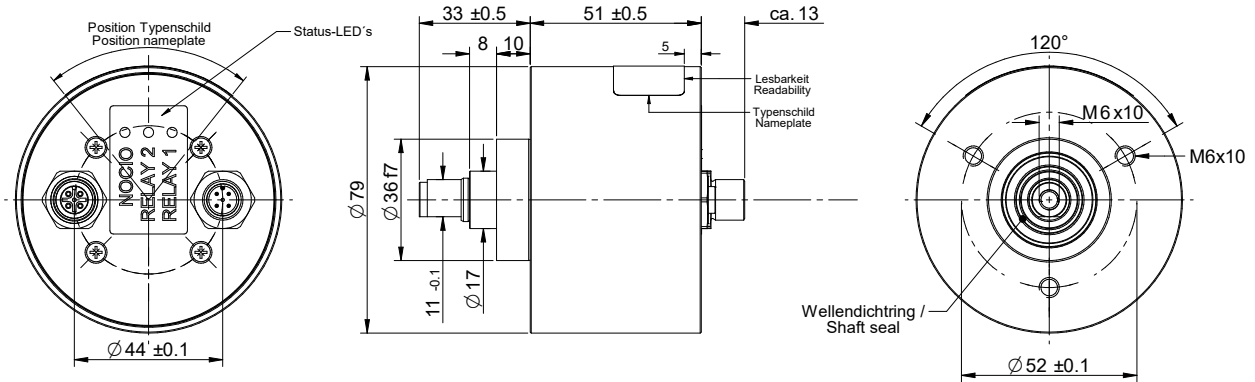 Position Typenschild
Position nameplate
Status-LED´s
NOCIO
RELAY 2
RELAY 1
Ø44 ±0.1
33 ±0.5
51 ±0.5
ca. 13
8
10
5
Lesbarkeit
Readability
Typenschild
Nameplate
Ø79
Ø36 f7
11 -0.1
Ø17
120°
M6x10
M6x10
Wellendichtring /
Shaft seal
Ø52 ±0.1